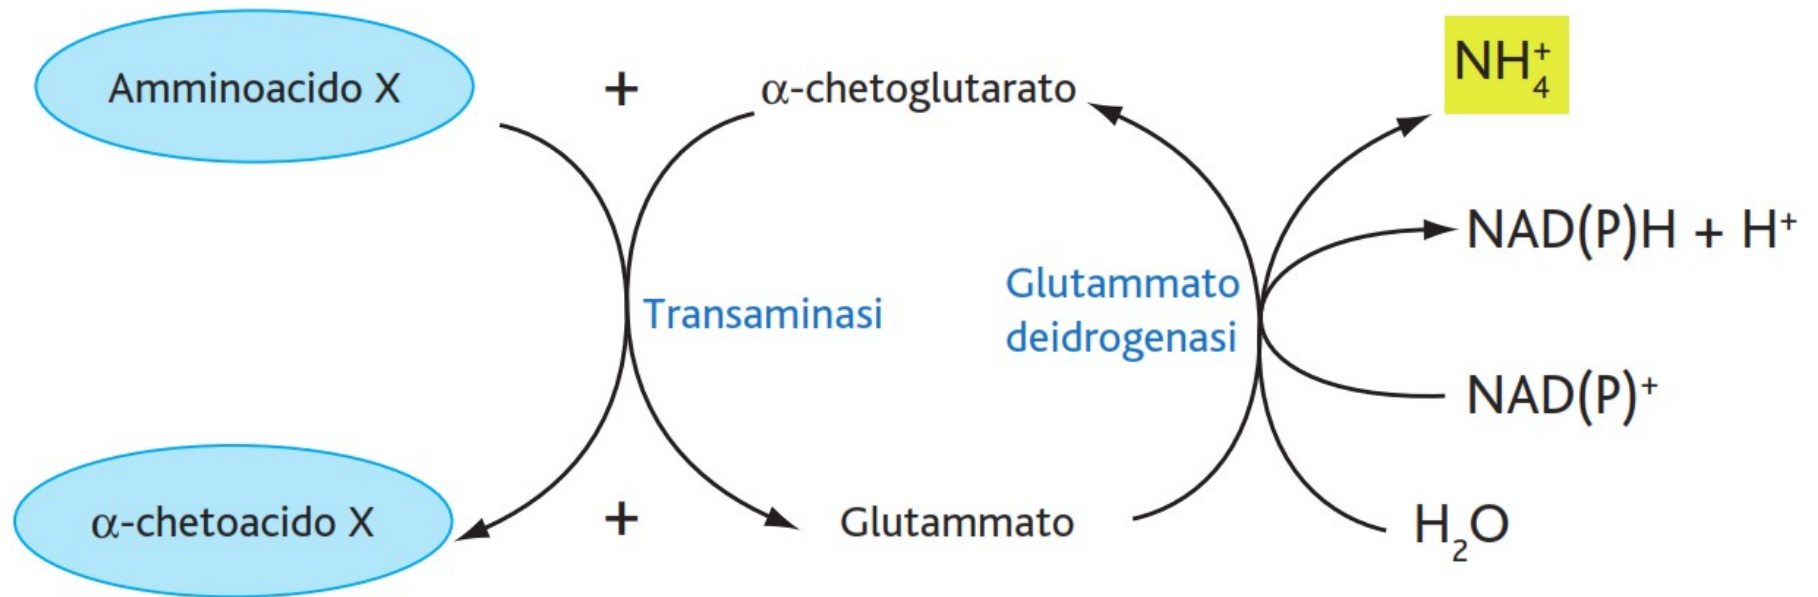 Amminoacido X + α-chetoglutarato
NH₄⁺
NAD(P)H + H⁺
Transaminasi
Glutammato
deidrogenasi
NAD(P)⁺
α-chetoacido X + Glutammato
H₂O